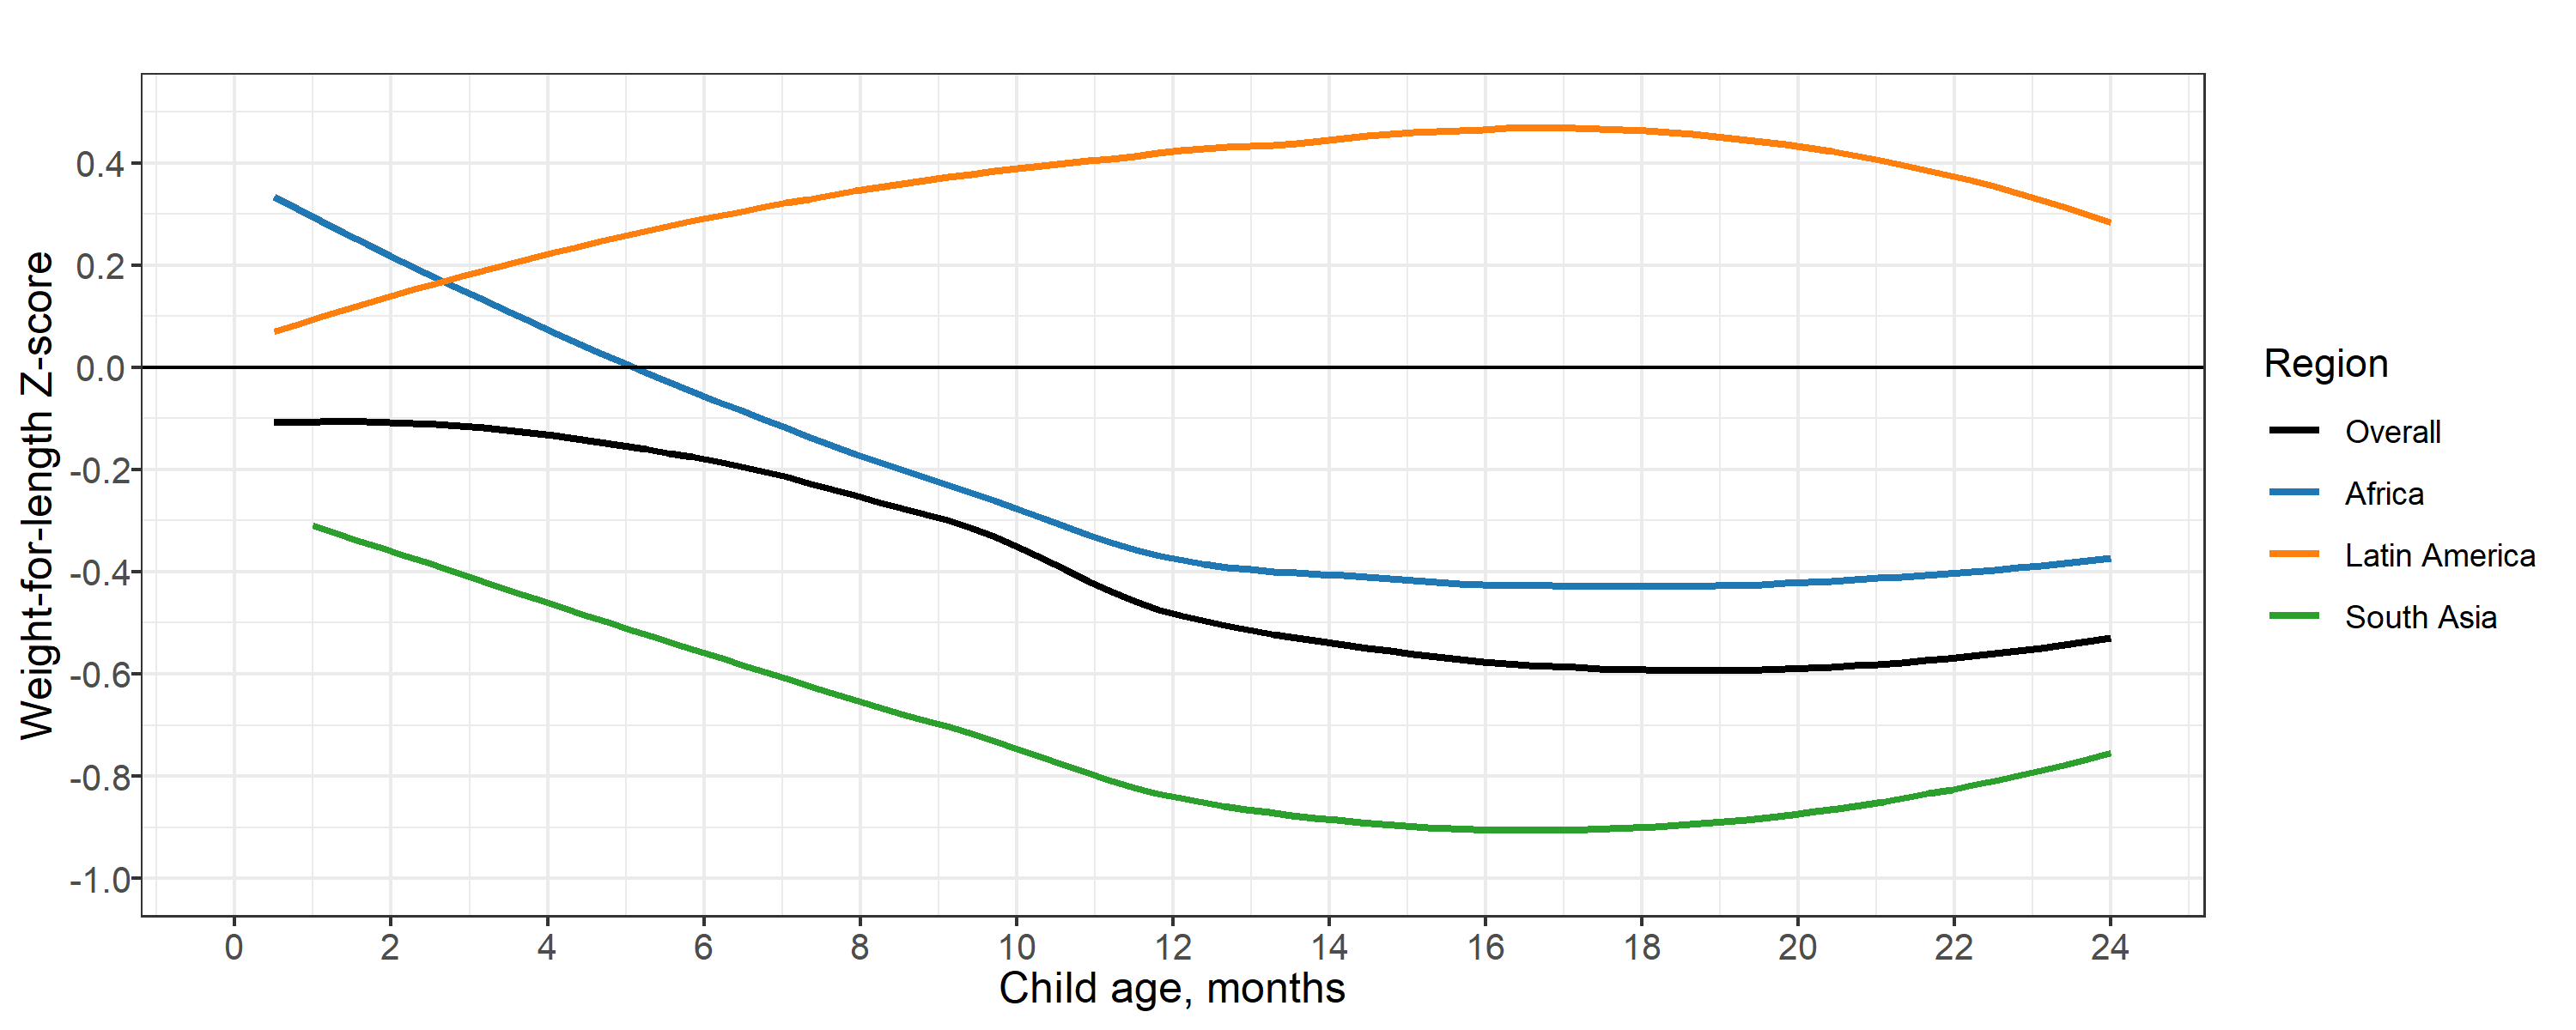 Weight-for-length Z-score
0.4
0.2
0.0
-0.2
-0.4
-0.6
-0.8
-1.0
0 2 4 6 8 10 12 14 16 18 20 22 24
Child age, months
Region
Overall
Africa
Latin America
South Asia